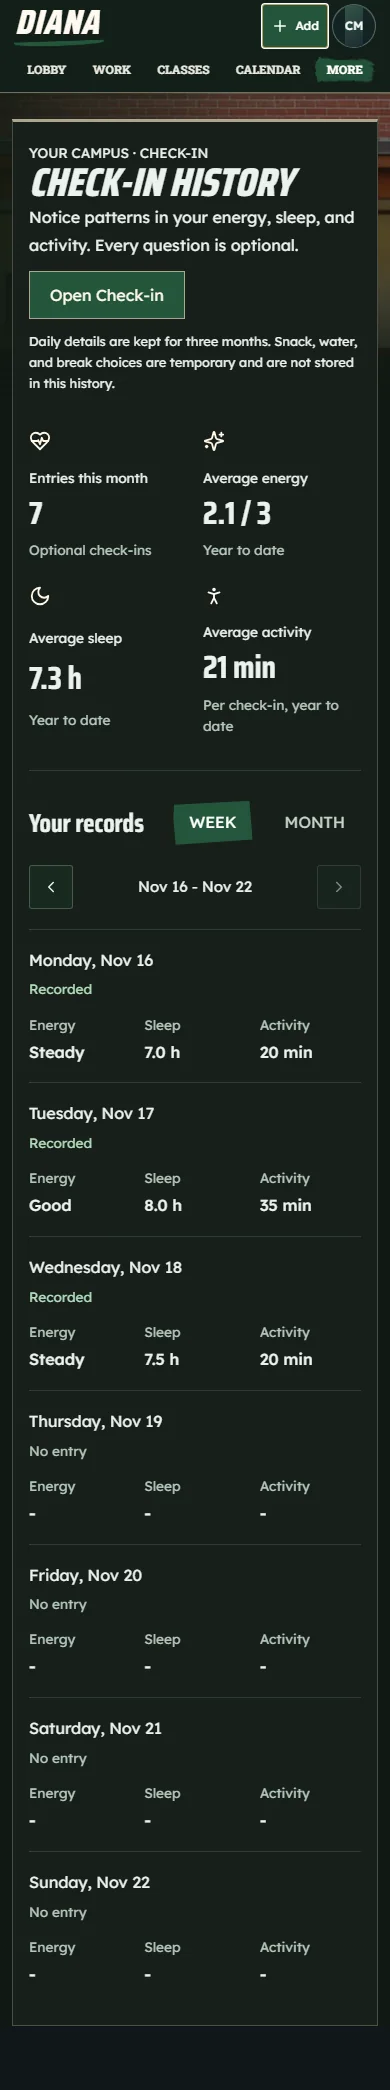 DIANA
Add
CM
LOBBY WORK CLASSES CALENDAR MORE
YOUR CAMPUS · CHECK-IN
CHECK-IN HISTORY
Notice patterns in your energy, sleep, and
activity. Every question is optional.
Open Check-in
Daily details are kept for three months. Snack, water,
and break choices are temporary and are not stored
in this history.
Entries this month
7
Optional check-ins
Average energy
2.1 / 3
Year to date
Average sleep
7.3 h
Year to date
Average activity
21 min
Per check-in, year to
date
Your records WEEK MONTH
Nov 16 - Nov 22
Monday, Nov 16
Recorded
Energy Sleep Activity
Steady 7.0 h 20 min
Tuesday, Nov 17
Recorded
Energy Sleep Activity
Good 8.0 h 35 min
Wednesday, Nov 18
Recorded
Energy Sleep Activity
Steady 7.5 h 20 min
Thursday, Nov 19
No entry
Energy Sleep Activity
- - -
Friday, Nov 20
No entry
Energy Sleep Activity
- - -
Saturday, Nov 21
No entry
Energy Sleep Activity
- - -
Sunday, Nov 22
No entry
Energy Sleep Activity
- - -